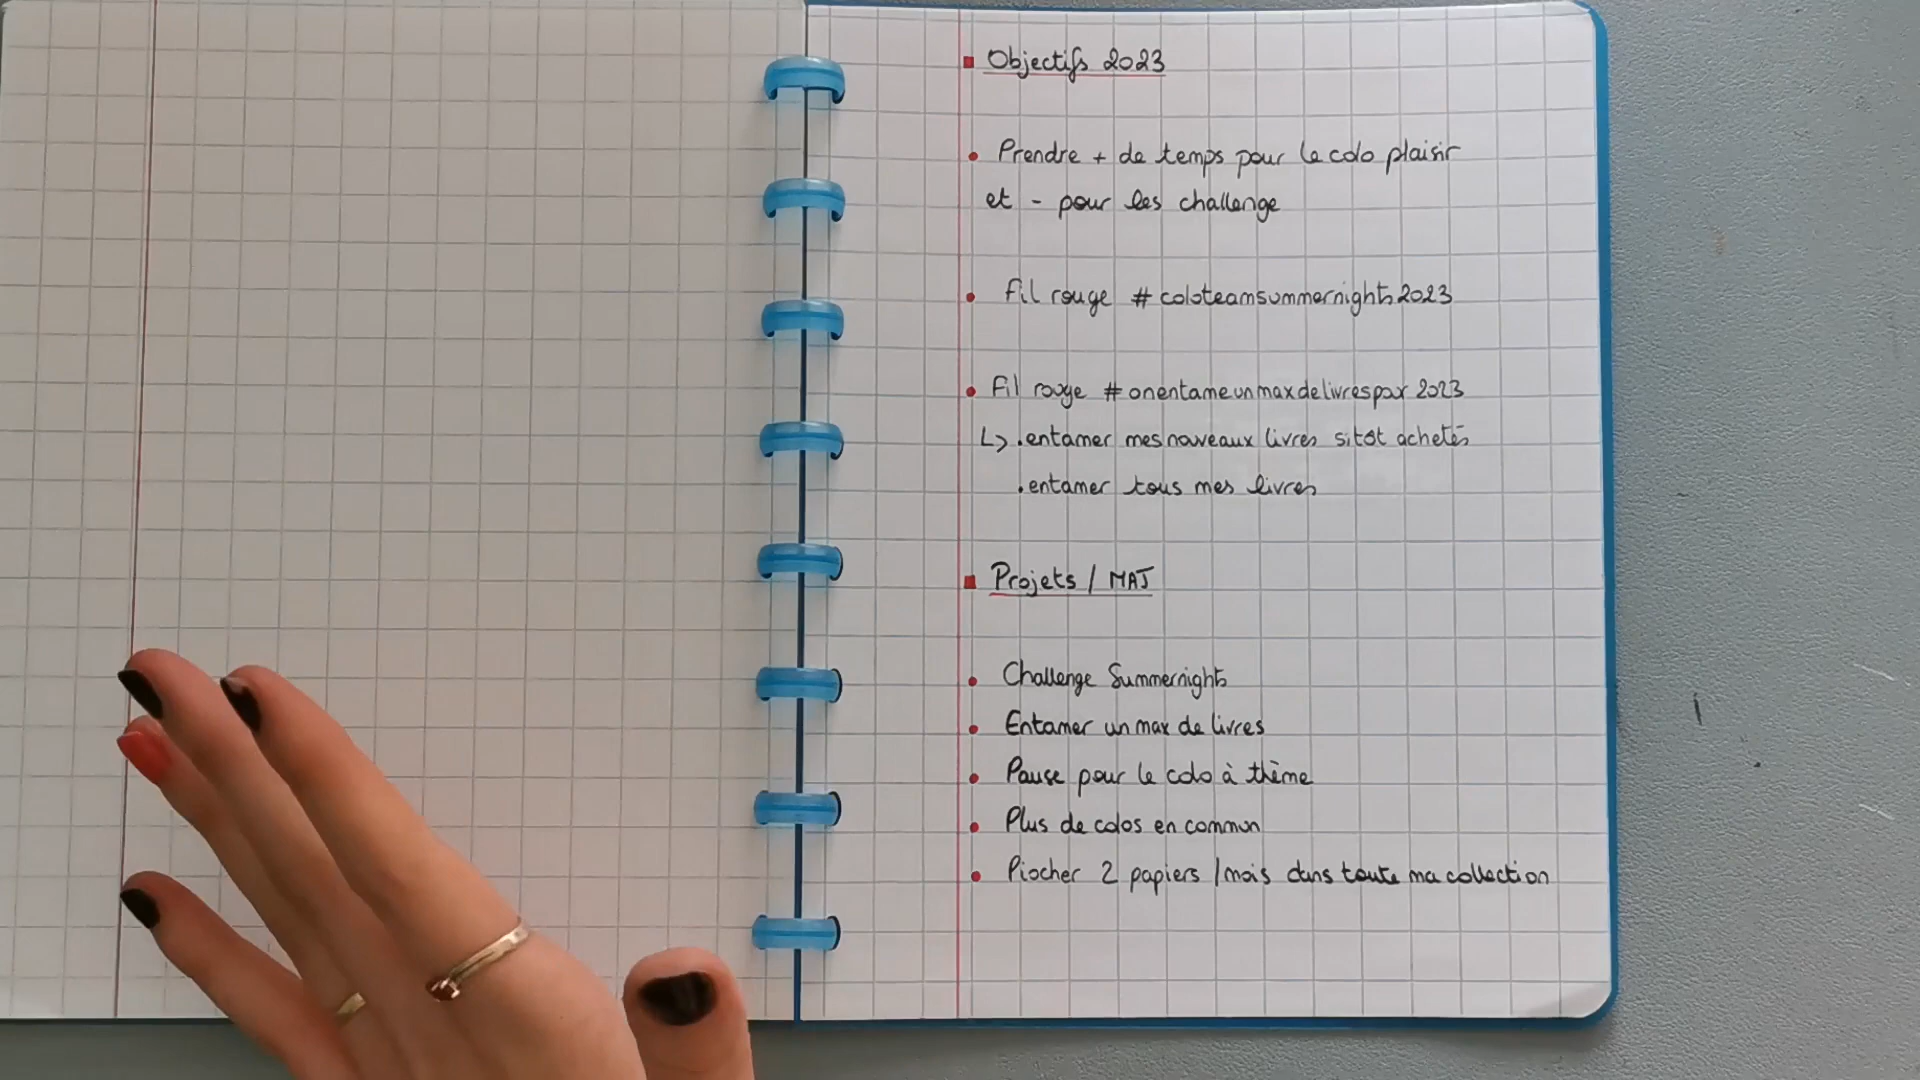 Objectifs 2023
Prendre + de temps pour le colo plaisir
et - pour les challenge
Fil rouge #coloteamsummernights2023
Fil rouge #onentameunmaxdelivrespour2023
↳ .entamer mes nouveaux livres sitôt achetés
.entamer tous mes livres
Projets / MAJ
Challenge Summernights
Entamer un max de livres
Pause pour le colo à thème
Plus de colos en commun
Piocher 2 papiers /mois dans toute ma collection